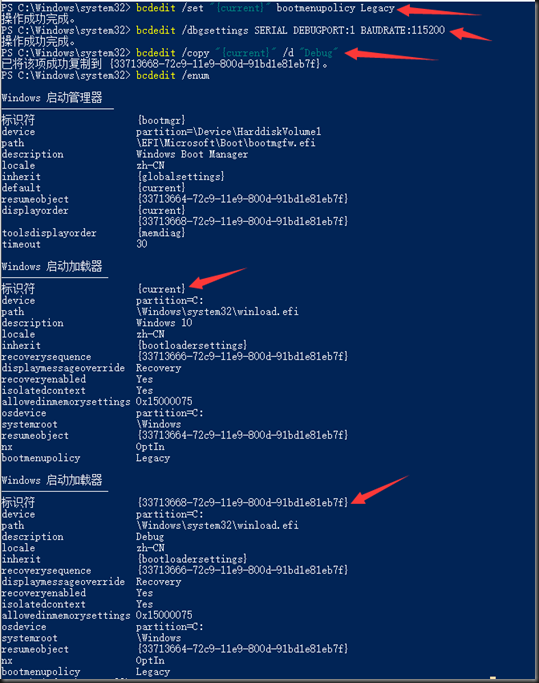 PS C:\Windows\system32> bcdedit /set "{current}" bootmenupolicy Legacy
操作成功完成。
PS C:\Windows\system32> bcdedit /dbgsettings SERIAL DEBUGPORT:1 BAUDRATE:115200
操作成功完成。
PS C:\Windows\system32> bcdedit /copy "{current}" /d "Debug"
已将该项成功复制到 {33713668-72c9-11e9-800d-91bd1e81eb7f}。
PS C:\Windows\system32> bcdedit /enum
Windows 启动管理器
标识符 {bootmgr}
device partition=\Device\HarddiskVolume1
path \EFI\Microsoft\Boot\bootmgfw.efi
description Windows Boot Manager
locale zh-CN
inherit {globalsettings}
default {current}
resumeobject {33713664-72c9-11e9-800d-91bd1e81eb7f}
displayorder {current}
{33713668-72c9-11e9-800d-91bd1e81eb7f}
toolsdisplayorder {memdiag}
timeout 30
Windows 启动加载器
标识符 {current}
device partition=C:
path \Windows\system32\winload.efi
description Windows 10
locale zh-CN
inherit {bootloadersettings}
recoverysequence {33713666-72c9-11e9-800d-91bd1e81eb7f}
displaymessageoverride Recovery
recoveryenabled Yes
isolatedcontext Yes
allowedinmemorysettings 0x15000075
osdevice partition=C:
systemroot \Windows
resumeobject {33713664-72c9-11e9-800d-91bd1e81eb7f}
nx OptIn
bootmenupolicy Legacy
Windows 启动加载器
标识符 {33713668-72c9-11e9-800d-91bd1e81eb7f}
device partition=C:
path \Windows\system32\winload.efi
description Debug
locale zh-CN
inherit {bootloadersettings}
recoverysequence {33713666-72c9-11e9-800d-91bd1e81eb7f}
displaymessageoverride Recovery
recoveryenabled Yes
isolatedcontext Yes
allowedinmemorysettings 0x15000075
osdevice partition=C:
systemroot \Windows
resumeobject {33713664-72c9-11e9-800d-91bd1e81eb7f}
nx OptIn
bootmenupolicy Legacy